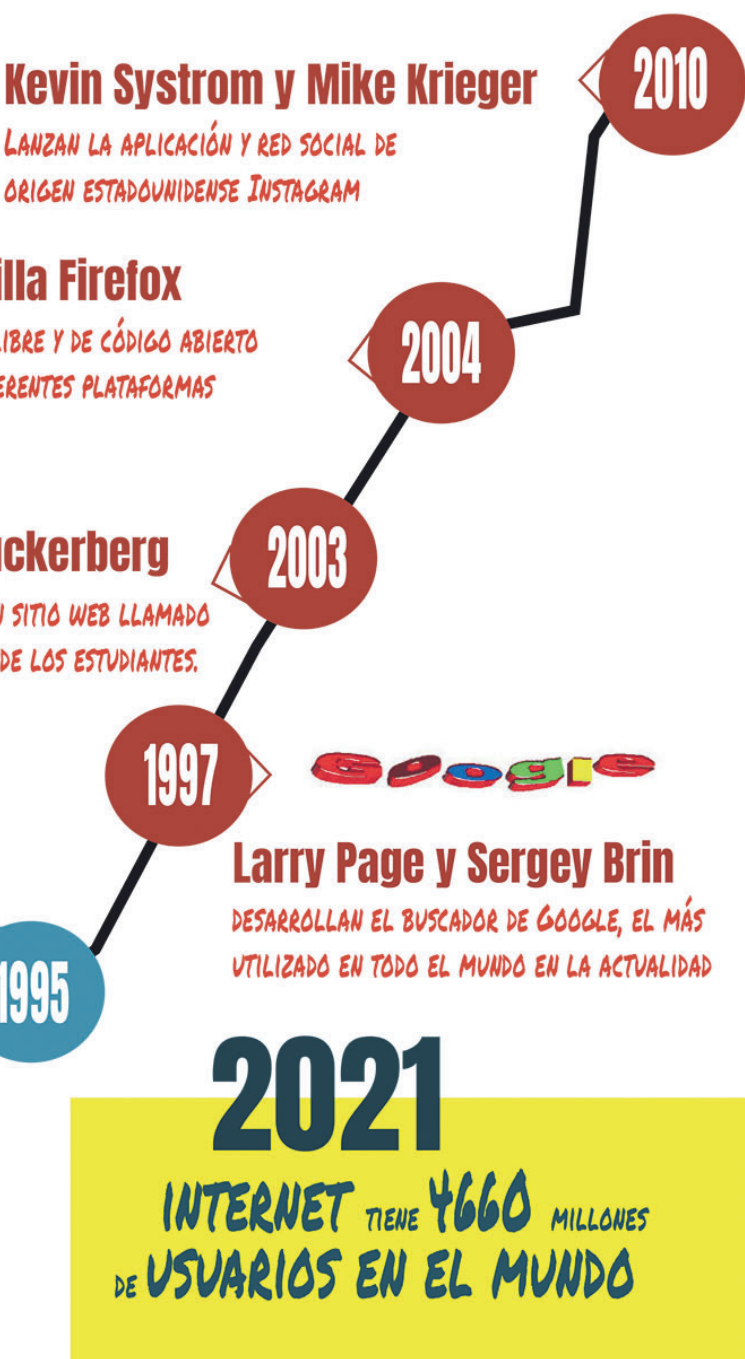 2010
Kevin Systrom y Mike Krieger
Lanzan la aplicación y red social de
origen estadounidense Instagram
illa Firefox
libre y de código abierto
erentes plataformas
2004
2003
uckerberg
n sitio web llamado
de los estudiantes.
1997
Google
Larry Page y Sergey Brin
desarrollan el buscador de Google, el más
utilizado en todo el mundo en la actualidad
1995
2021
INTERNET TIENE 4660 MILLONES
DE USUARIOS EN EL MUNDO